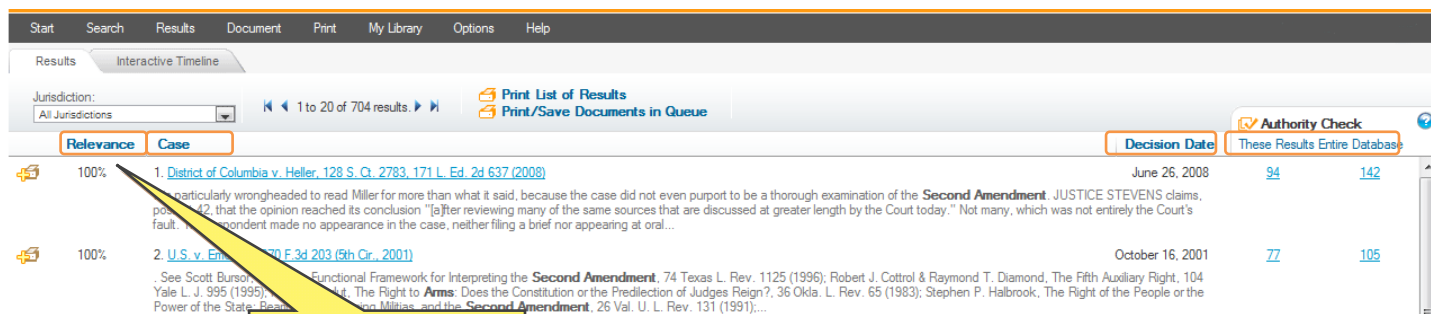 Start Search Results Document Print My Library Options Help
Results Interactive Timeline
Jurisdiction:
All Jurisdictions
1 to 20 of 704 results.
Print List of Results
Print/Save Documents in Queue
Authority Check
Relevance Case Decision Date These Results Entire Database
100% 1. District of Columbia v. Heller, 128 S. Ct. 2783, 171 L. Ed. 2d 637 (2008) June 26, 2008 94 142
particularly wrongheaded to read Miller for more than what it said, because the case did not even purport to be a thorough examination of the Second Amendment. JUSTICE STEVENS claims,
42, that the opinion reached its conclusion "[a]fter reviewing many of the same sources that are discussed at greater length by the Court today." Not many, which was not entirely the Court's
fault. pondent made no appearance in the case, neither filing a brief nor appearing at oral...
100% 2. U.S. v. F.3d 203 (5th Cir., 2001) October 16, 2001 77 105
. See Scott Functional Framework for Interpreting the Second Amendment, 74 Texas L. Rev. 1125 (1996); Robert J. Cottrol & Raymond T. Diamond, The Fifth Auxiliary Right, 104
Yale L. J. 995 (1995); The Right to Arms: Does the Constitution or the Predilection of Judges Reign?, 36 Okla. L. Rev. 65 (1983); Stephen P. Halbrook, The Right of the People or the
Power of the State: Militias, and the Second Amendment, 26 Val. U. L. Rev. 131 (1991);...